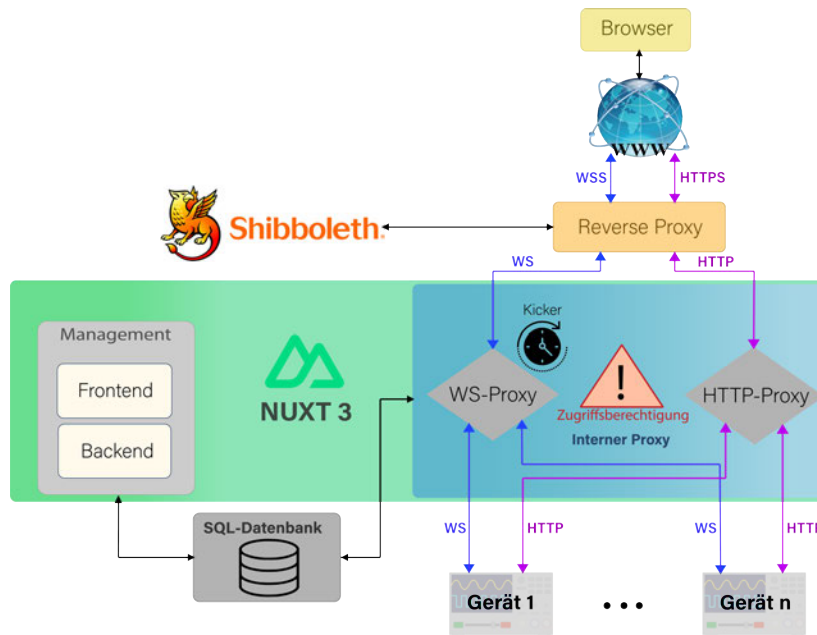 Browser
WWW
WSS
HTTPS
Shibboleth.
Reverse Proxy
WS
HTTP
Management
Frontend
Backend
NUXT 3
Kicker
WS-Proxy
!
Zugriffsberechtigung
Interner Proxy
HTTP-Proxy
SQL-Datenbank
WS
HTTP
WS
HTT
Gerät 1
...
Gerät n